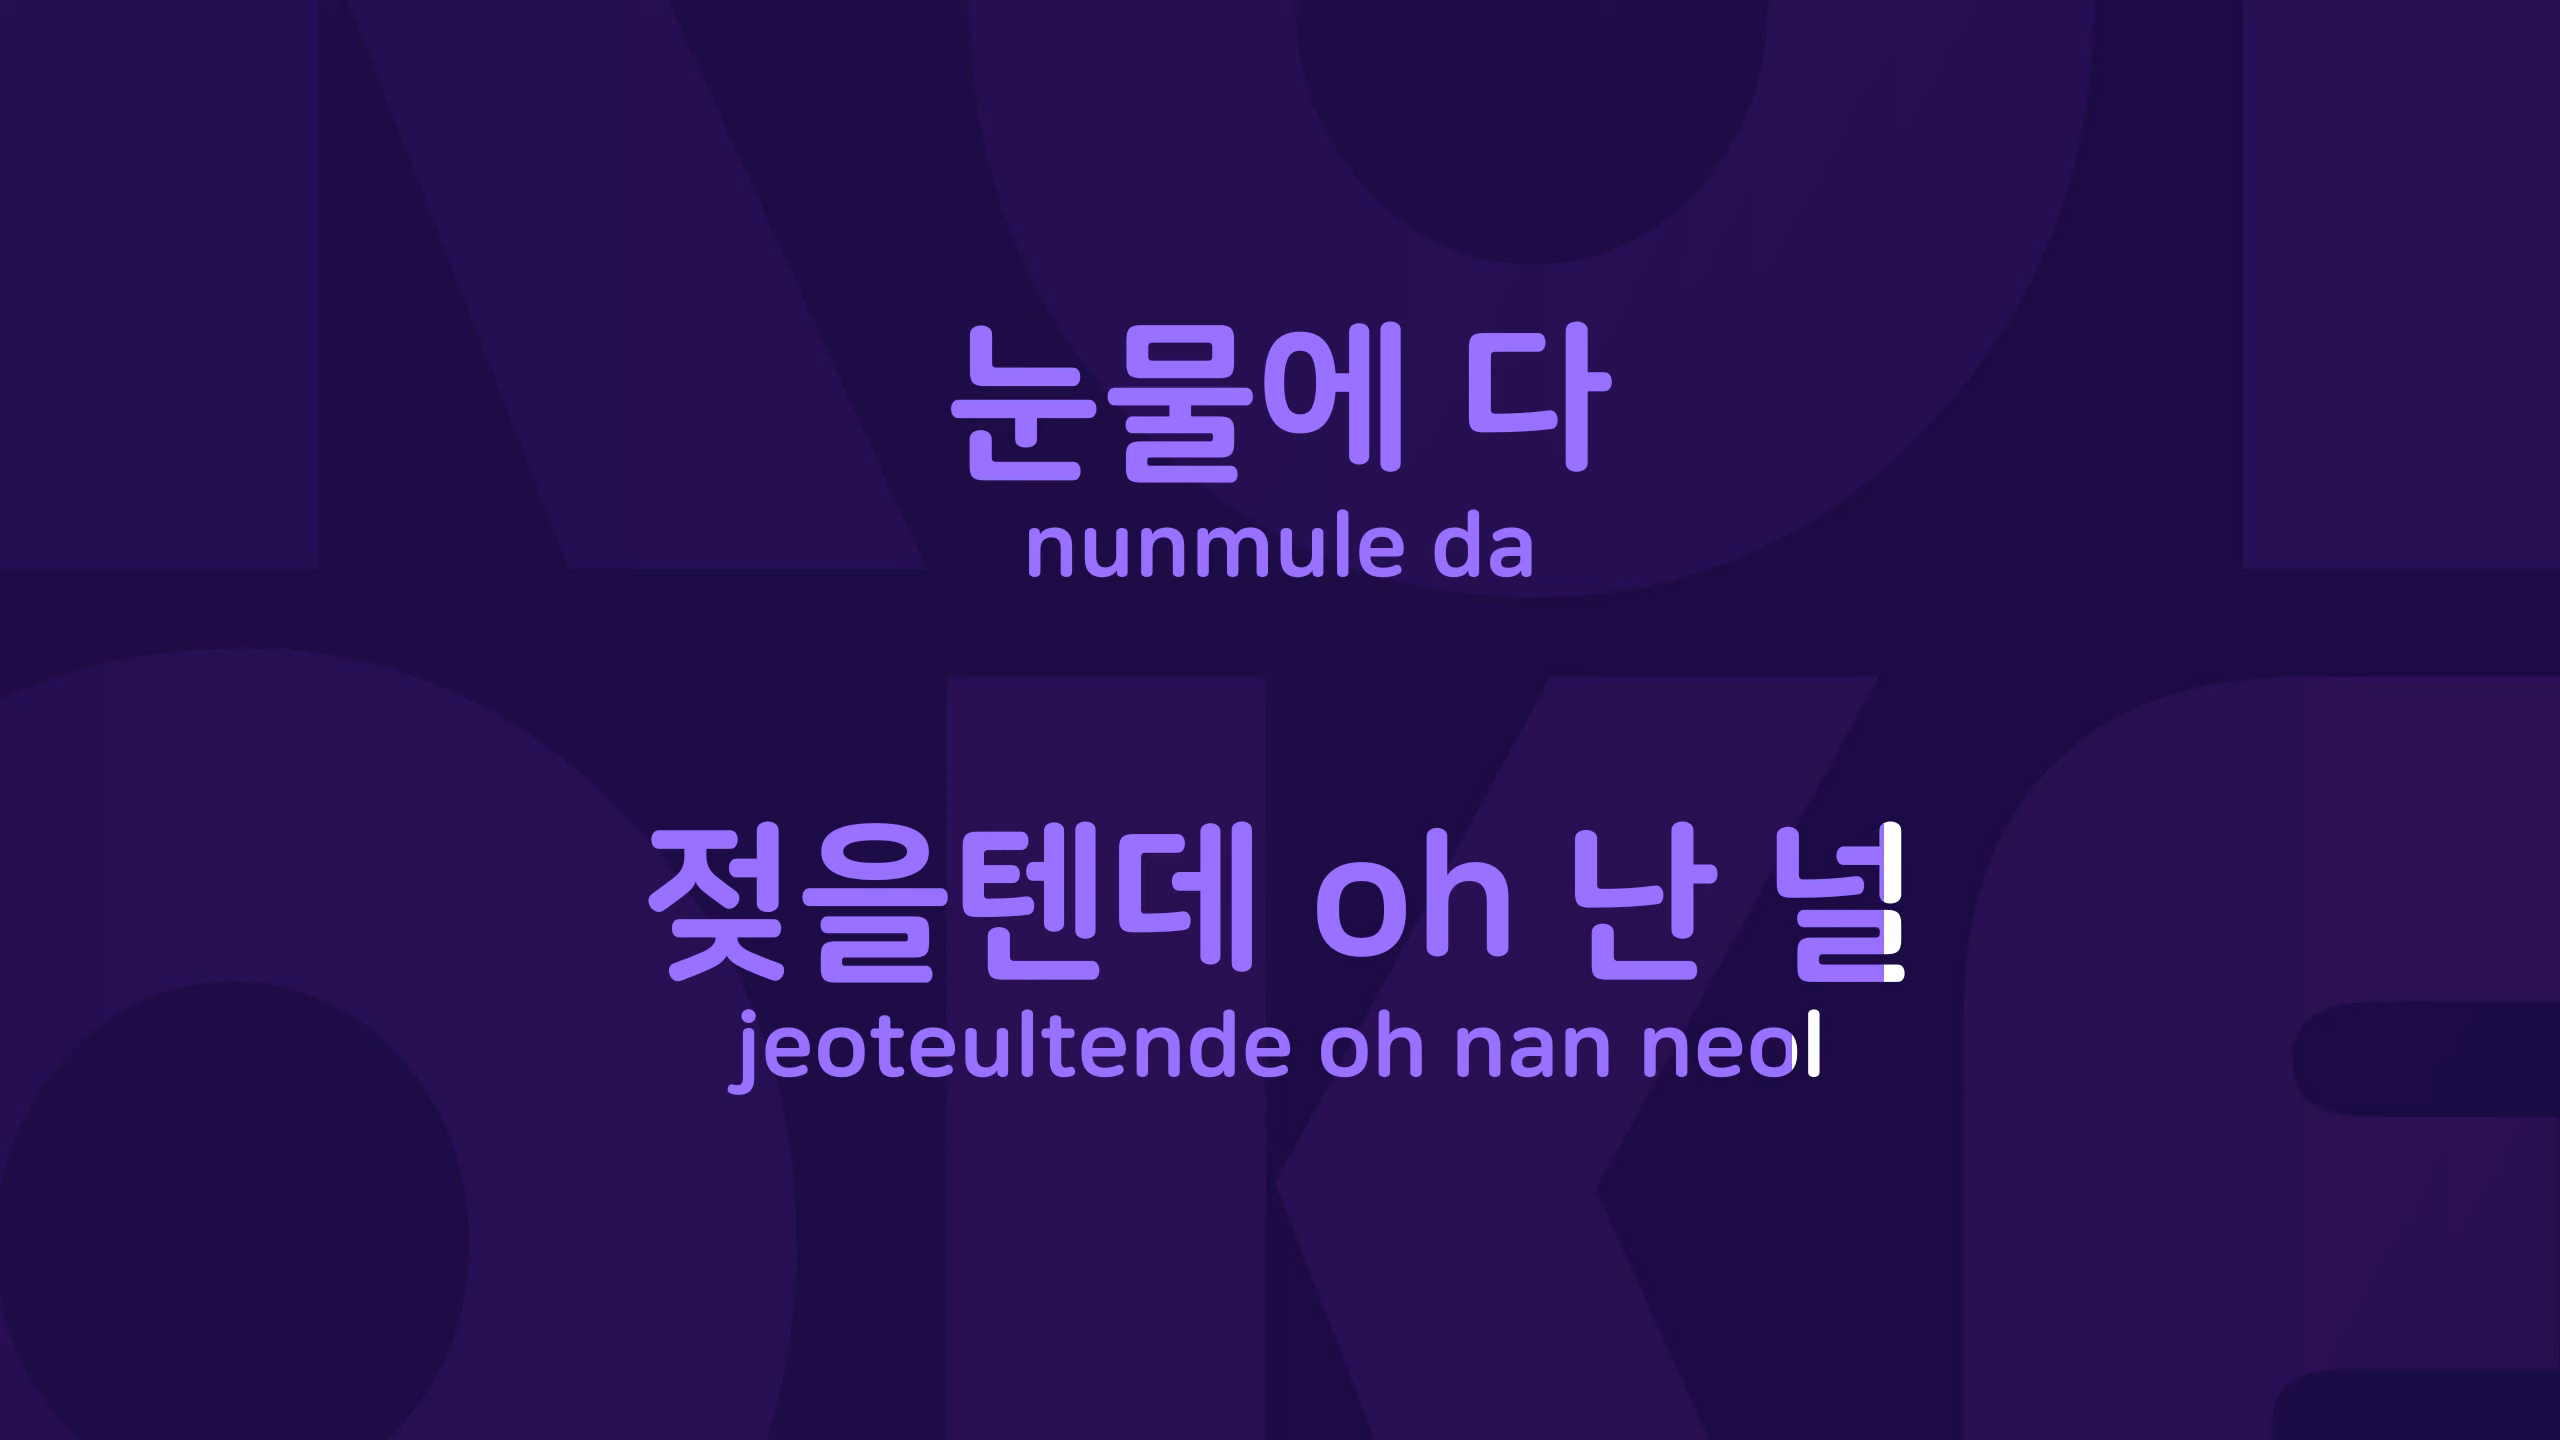 눈물에 다
nunmule da
젖을텐데 oh 난 널
jeoteultende oh nan neol